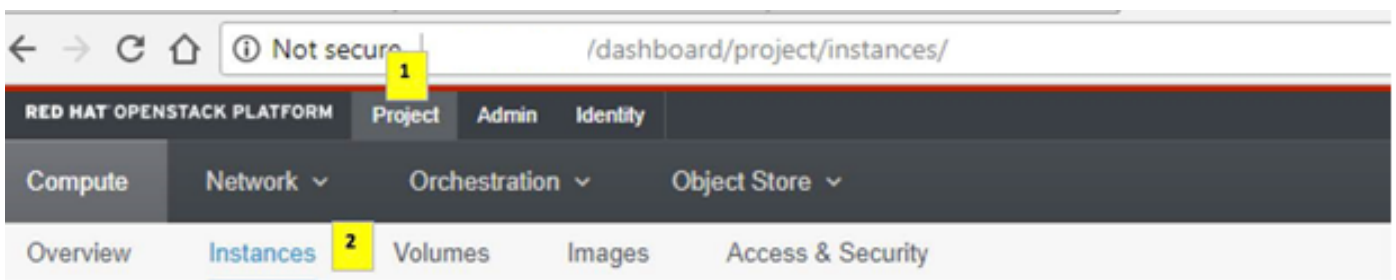 Not secure /dashboard/project/instances/
1
RED HAT OPENSTACK PLATFORM Project Admin Identity
Compute Network Orchestration Object Store
Overview Instances 2 Volumes Images Access & Security